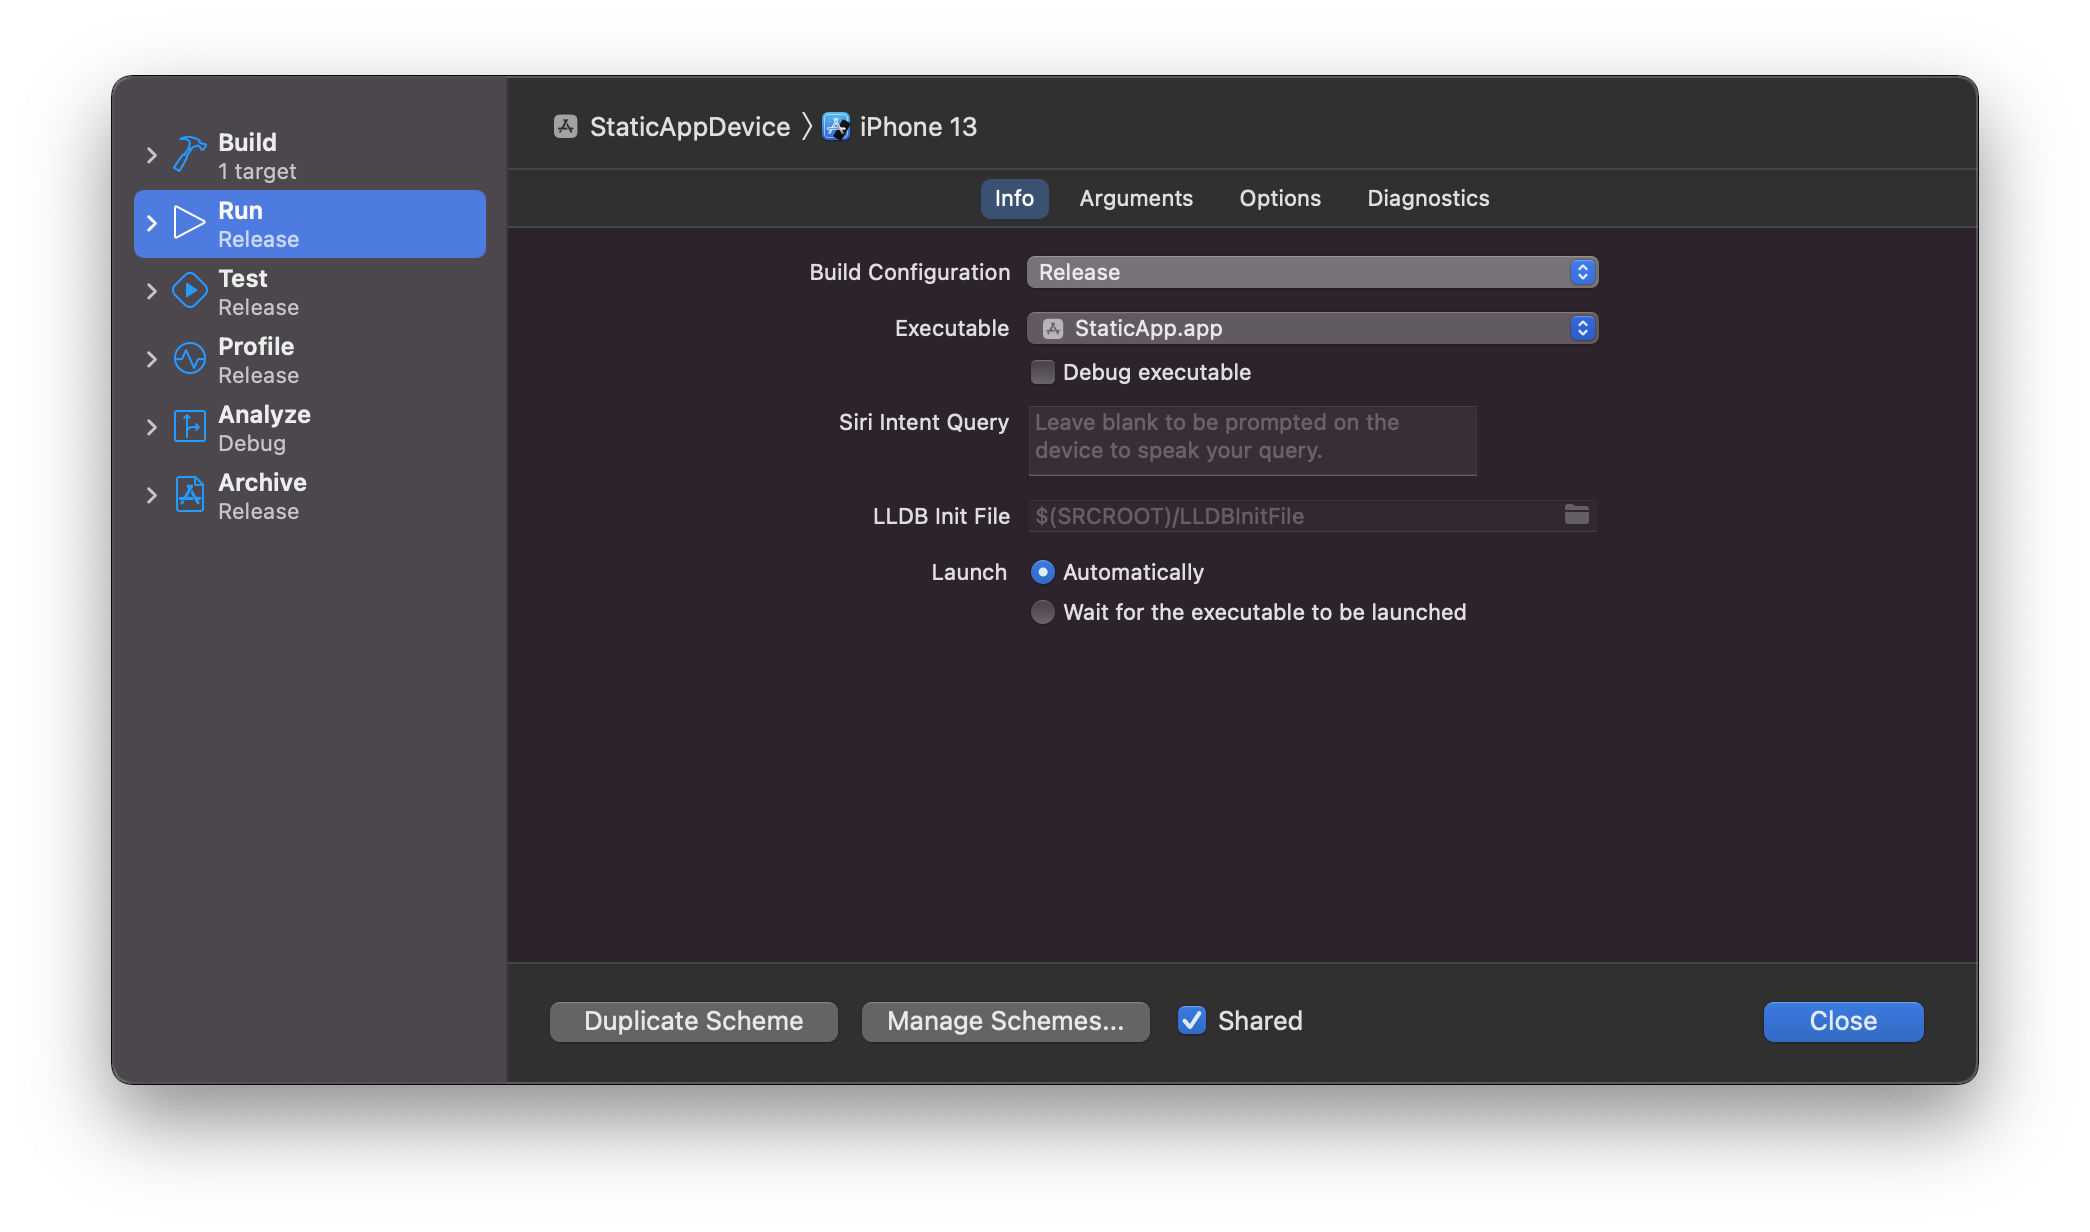 Build
1 target
Run
Release
Test
Release
Profile
Release
Analyze
Debug
Archive
Release
StaticAppDevice 〉 iPhone 13
Info Arguments Options Diagnostics
Build Configuration Release
Executable StaticApp.app
Debug executable
Siri Intent Query Leave blank to be prompted on the
device to speak your query.
LLDB Init File $(SRCROOT)/LLDBInitFile
Launch Automatically
Wait for the executable to be launched
Duplicate Scheme Manage Schemes... Shared Close